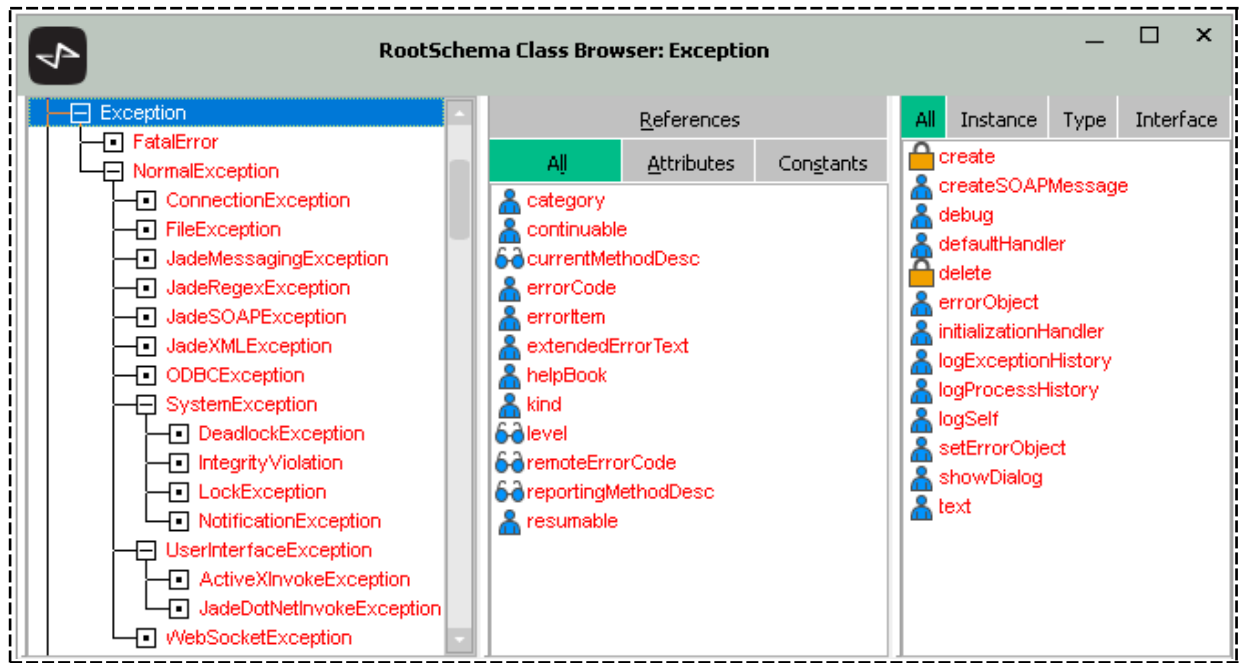 RootSchema Class Browser: Exception
Exception
FatalError
NormalException
ConnectionException
FileException
JadeMessagingException
JadeRegexException
JadeSOAPException
JadeXMLException
ODBCException
SystemException
DeadlockException
IntegrityViolation
LockException
NotificationException
UserInterfaceException
ActiveXInvokeException
JadeDotNetInvokeException
WebSocketException
References
All Attributes Constants
category
continuable
currentMethodDesc
errorCode
errorItem
extendedErrorText
helpBook
kind
level
remoteErrorCode
reportingMethodDesc
resumable
All Instance Type Interface
create
createSOAPMessage
debug
defaultHandler
delete
errorObject
initializationHandler
logExceptionHistory
logProcessHistory
logSelf
setErrorObject
showDialog
text